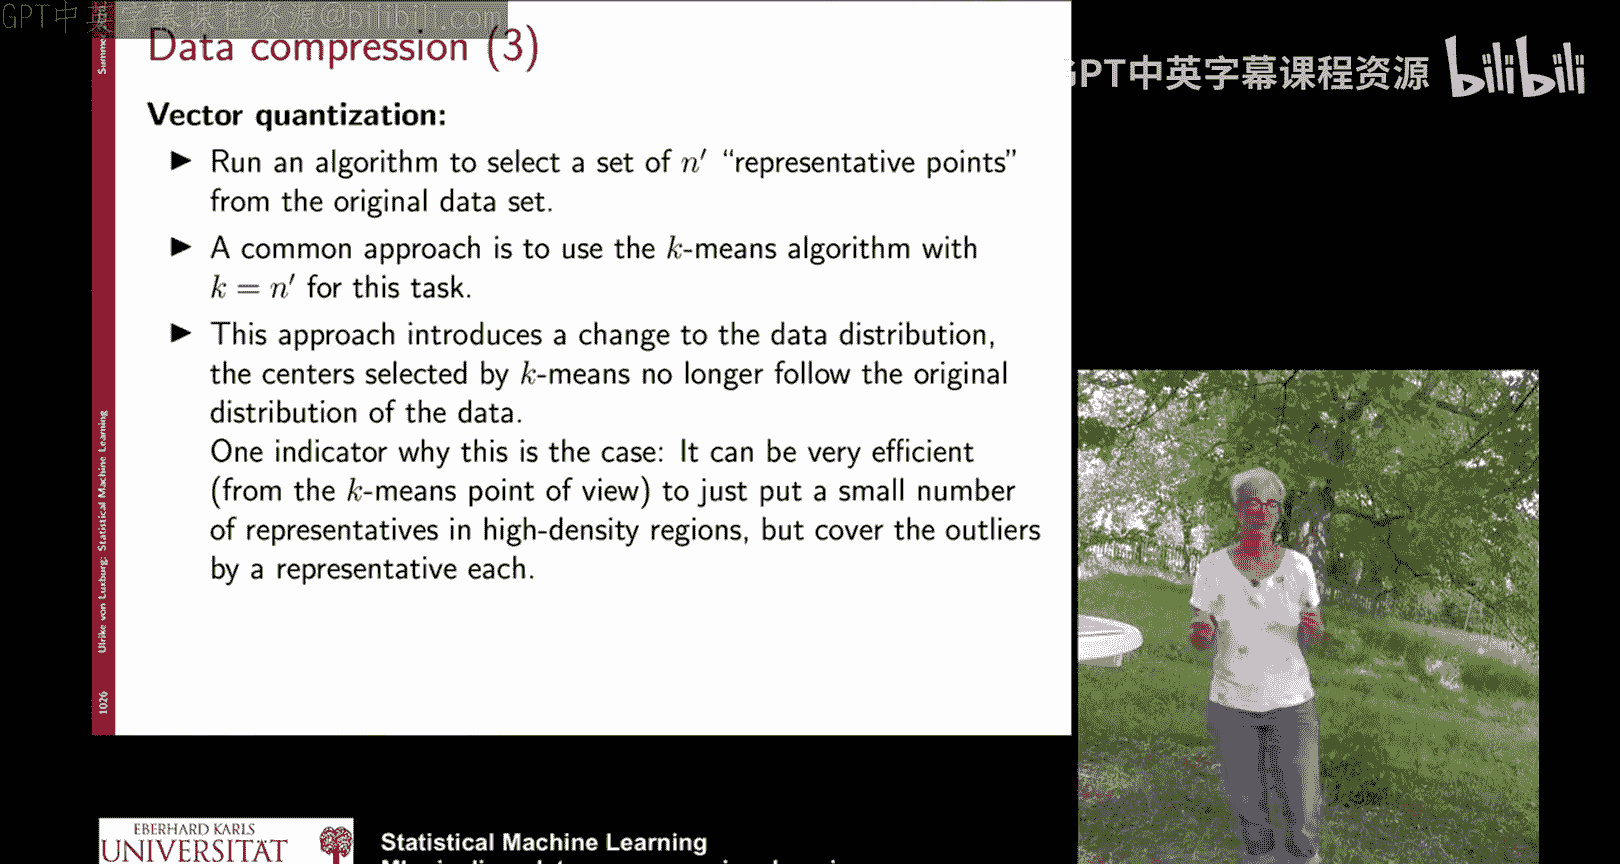 GPT中英字幕课程资源@bilibili.com
Data compression (3)
GPT中英字幕课程资源 bilibili
Vector quantization:
▶ Run an algorithm to select a set of n′ “representative points”
from the original data set.
▶ A common approach is to use the k-means algorithm with
k = n′ for this task.
▶ This approach introduces a change to the data distribution,
the centers selected by k-means no longer follow the original
distribution of the data.
One indicator why this is the case: It can be very efficient
(from the k-means point of view) to just put a small number
of representatives in high-density regions, but cover the outliers
by a representative each.
Ulrike von Luxburg: Statistical Machine Learning
1026
EBERHARD KARLS
UNIVERSITÄT
Statistical Machine Learning